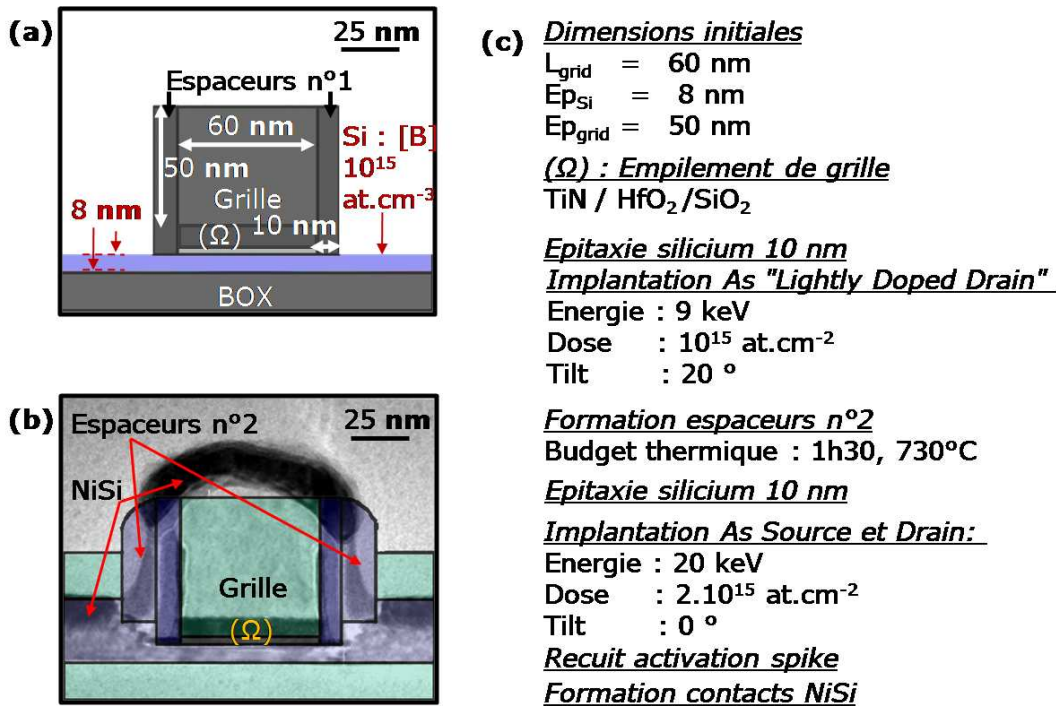 (a)
25 nm
Espaceurs nº1
60 nm
50 nm
Si : [B]
10¹⁵
at.cm⁻³
Grille
8 nm
(Ω)
10 nm
BOX
(b)
Espaceurs nº2
25 nm
NiSi
Grille
(Ω)
(c)
Dimensions initiales
L_grid = 60 nm
Ep_Si = 8 nm
Ep_grid = 50 nm
(Ω) : Empilement de grille
TiN / HfO₂ /SiO₂
Epitaxie silicium 10 nm
Implantation As "Lightly Doped Drain"
Energie : 9 keV
Dose : 10¹⁵ at.cm⁻²
Tilt : 20 º
Formation espaceurs n°2
Budget thermique : 1h30, 730°C
Epitaxie silicium 10 nm
Implantation As Source et Drain:
Energie : 20 keV
Dose : 2.10¹⁵ at.cm⁻²
Tilt : 0 º
Recuit activation spike
Formation contacts NiSi